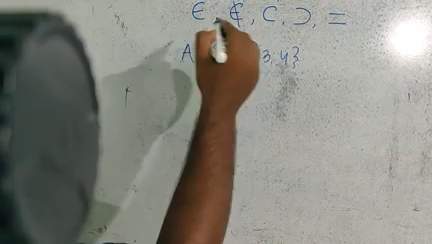 ∈, ∉, ⊂, ⊃, =
A 3,4}